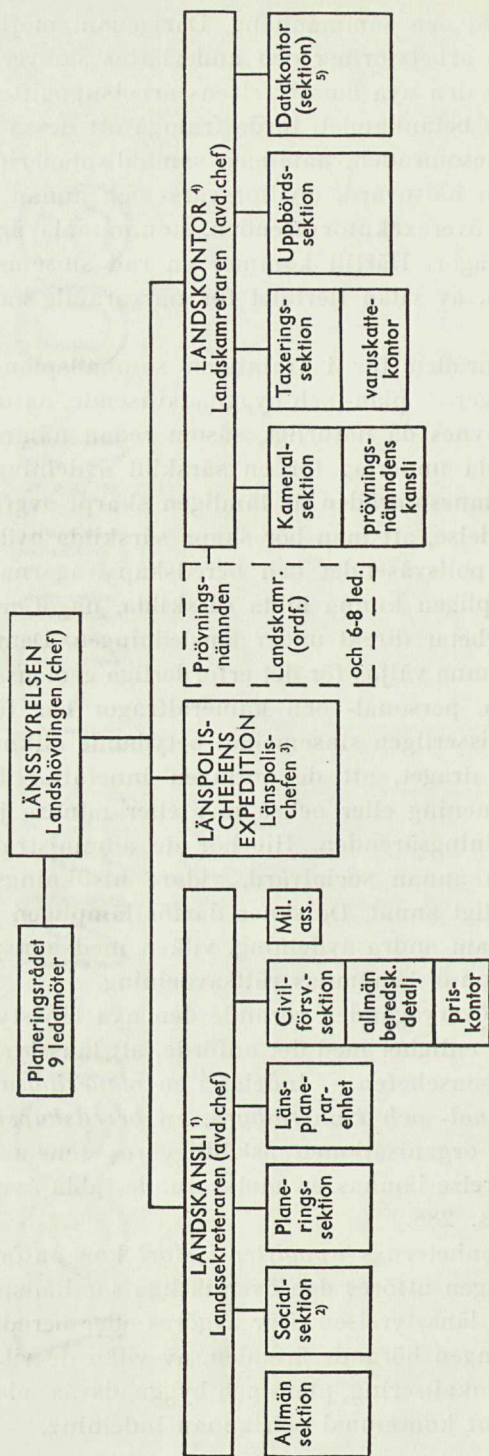 Planeringsrådet
9 ledamöter
LÄNSSTYRELSEN
Landshövdingen (chef)
LANDSKANSLI 1)
Landssekreteraren (avd.chef)
Allmän
sektion
Social-
sektion
2)
Plane-
rings-
sektion
Läns-
plane-
rar-
enhet
Civil-
försvars-
sektion
allmän
beredsk.
detalj
pris-
kontor
Mil.
ass.
LÄNSPOLIS-
CHEFENS
EXPEDITION
Länspolis-
chefen 3)
Prövnings-
nämnden
Landskamr.
(ordf.)
och 6-8 led.
LANDSKONTOR 4)
Landskamreraren (avd. chef)
Kameral-
sektion
prövnings-
nämndens
kansli
Taxerings-
sektion
varuskatte-
kontor
Uppbörds-
sektion
Datakontor
(sektion)
5)